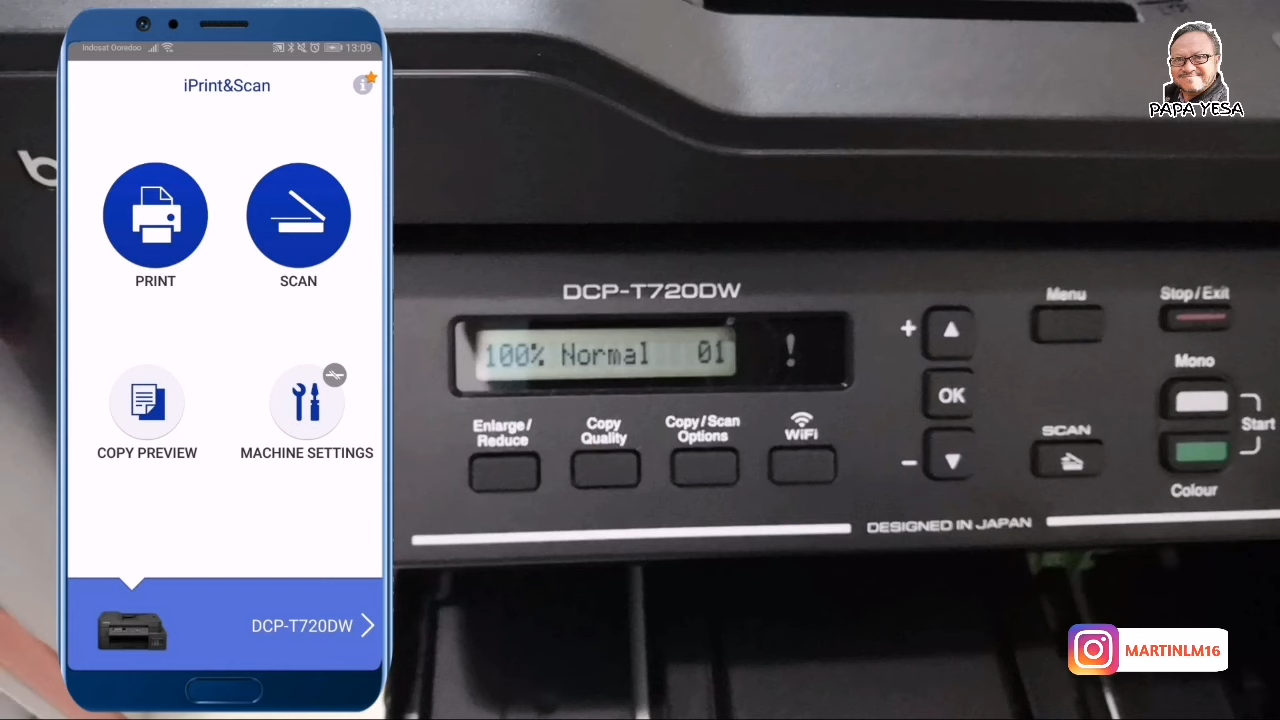 Indosat Ooredoo
13:09
iPrint&Scan
PRINT
SCAN
COPY PREVIEW
MACHINE SETTINGS
DCP-T720DW
PAPA YESA
DCP-T720DW
100% Normal 01
!
Enlarge/
Reduce
Copy
Quality
Copy/Scan
Options
WiFi
+
OK
−
Menu
SCAN
Stop/Exit
Mono
Start
Colour
DESIGNED IN JAPAN
MARTINLM16